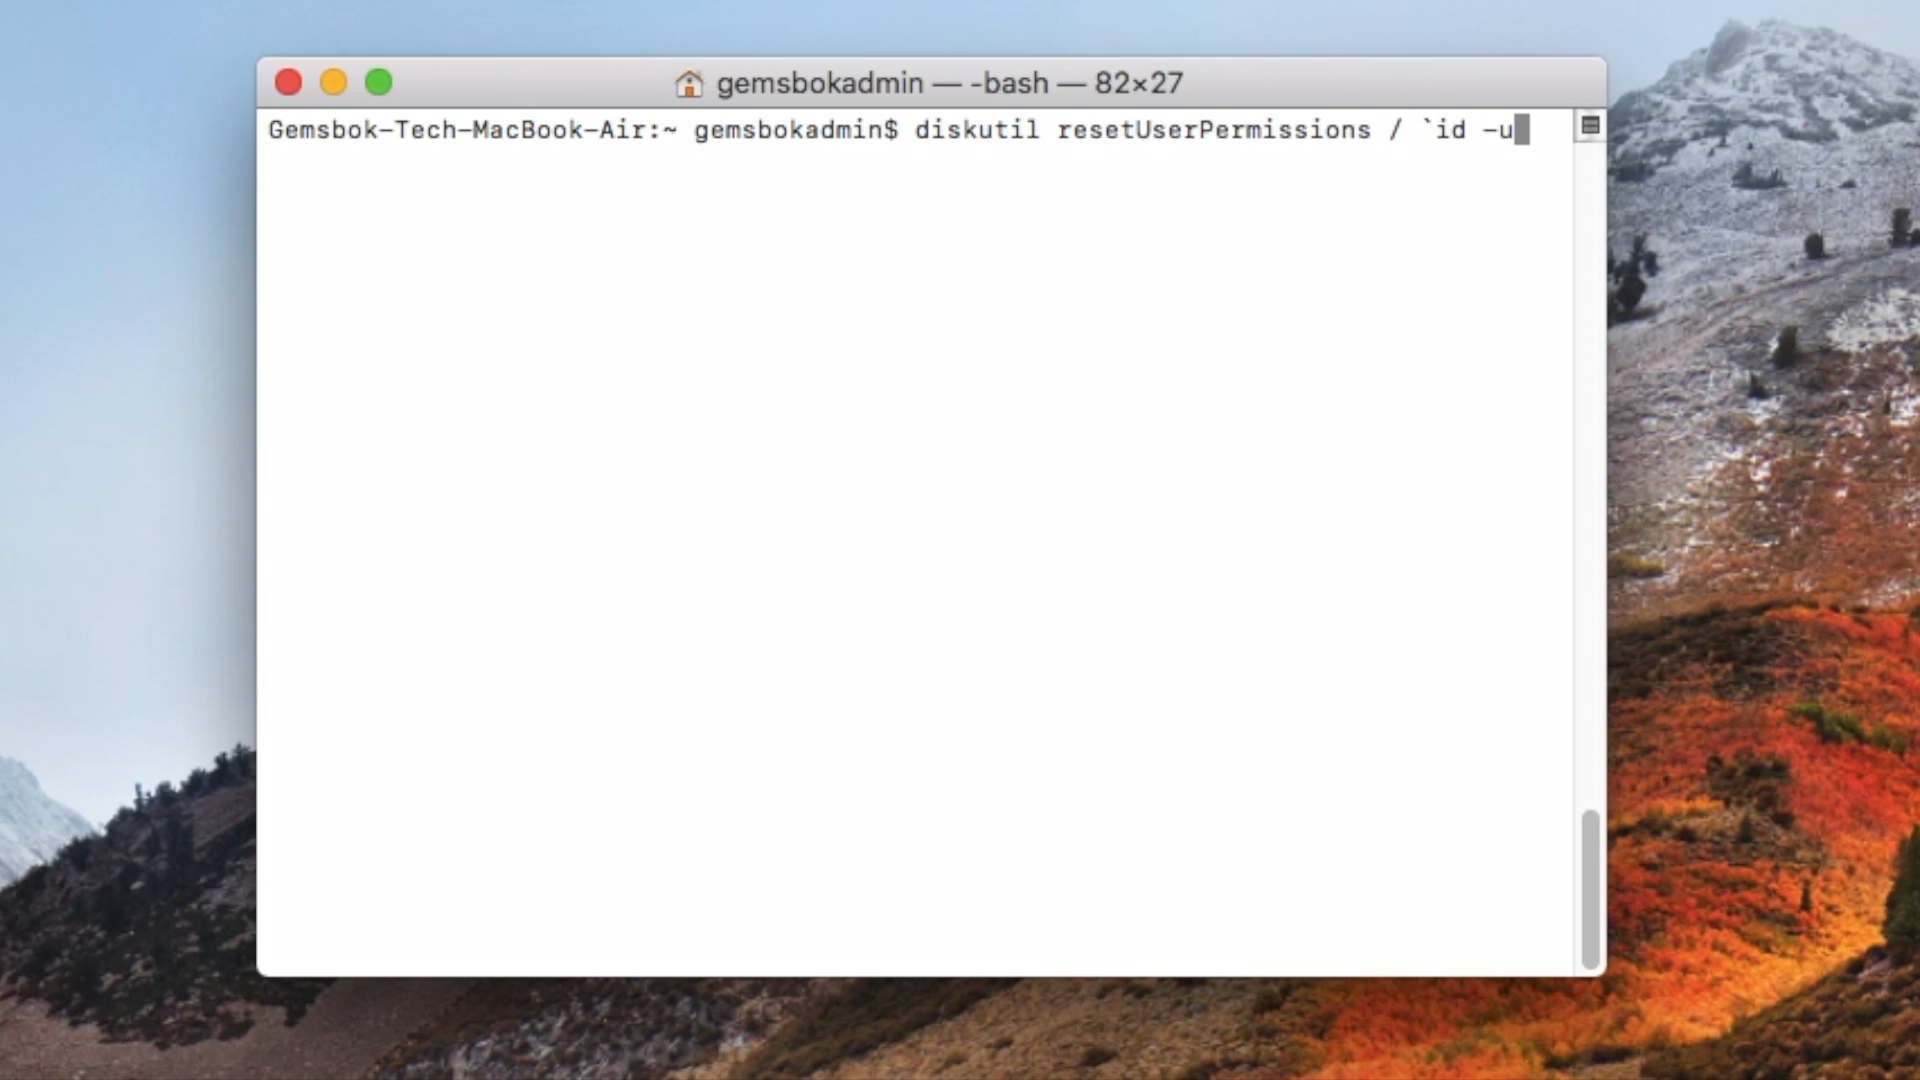 gemsbokadmin — -bash — 82×27
Gemsbok-Tech-MacBook-Air:~ gemsbokadmin$ diskutil resetUserPermissions / `id -u